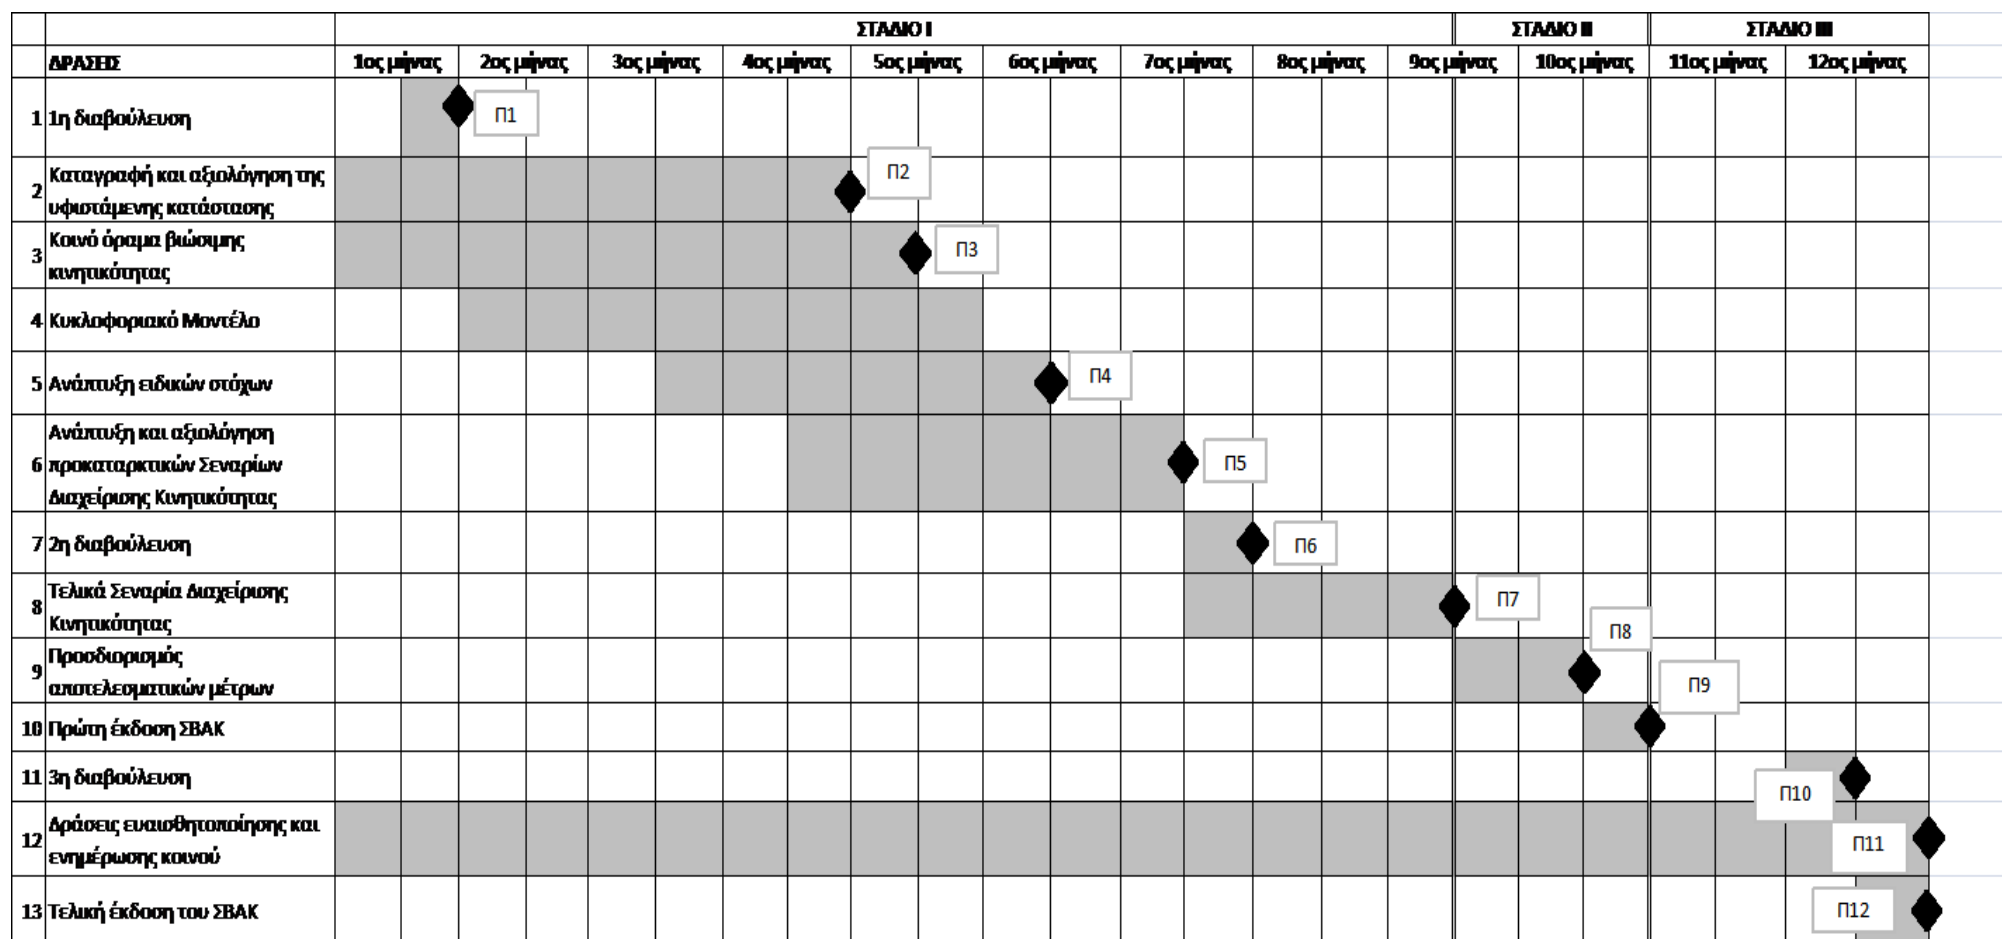 ΣΤΑΔΙΟ I ΣΤΑΔΙΟ II ΣΤΑΔΙΟ III
ΔΡΑΣΕΙΣ 1ος μήνας 2ος μήνας 3ος μήνας 4ος μήνας 5ος μήνας 6ος μήνας 7ος μήνας 8ος μήνας 9ος μήνας 10ος μήνας 11ος μήνας 12ος μήνας
1 1η διαβούλευση Π1
2 Καταγραφή και αξιολόγηση της
υφιστάμενης κατάστασης Π2
3 Κοινό όραμα βιώσιμης
κινητικότητας Π3
4 Κυκλοφοριακό Μοντέλο
5 Ανάπτυξη ειδικών στόχων Π4
Ανάπτυξη και αξιολόγηση
6 προκαταρκτικών Σεναρίων Π5
Διαχείρισης Κινητικότητας
7 2η διαβούλευση Π6
8 Τελικά Σεναρία Διαχείρισης
Κινητικότητας Π7
9 Προσδιορισμός
αποτελεσματικών μέτρων Π8
10 Πρώτη έκδοση ΣΒΑΚ Π9
11 3η διαβούλευση Π10
12 Δράσεις ευαισθητοποίησης και
ενημέρωσης κοινού Π11
13 Τελική έκδοση του ΣΒΑΚ Π12